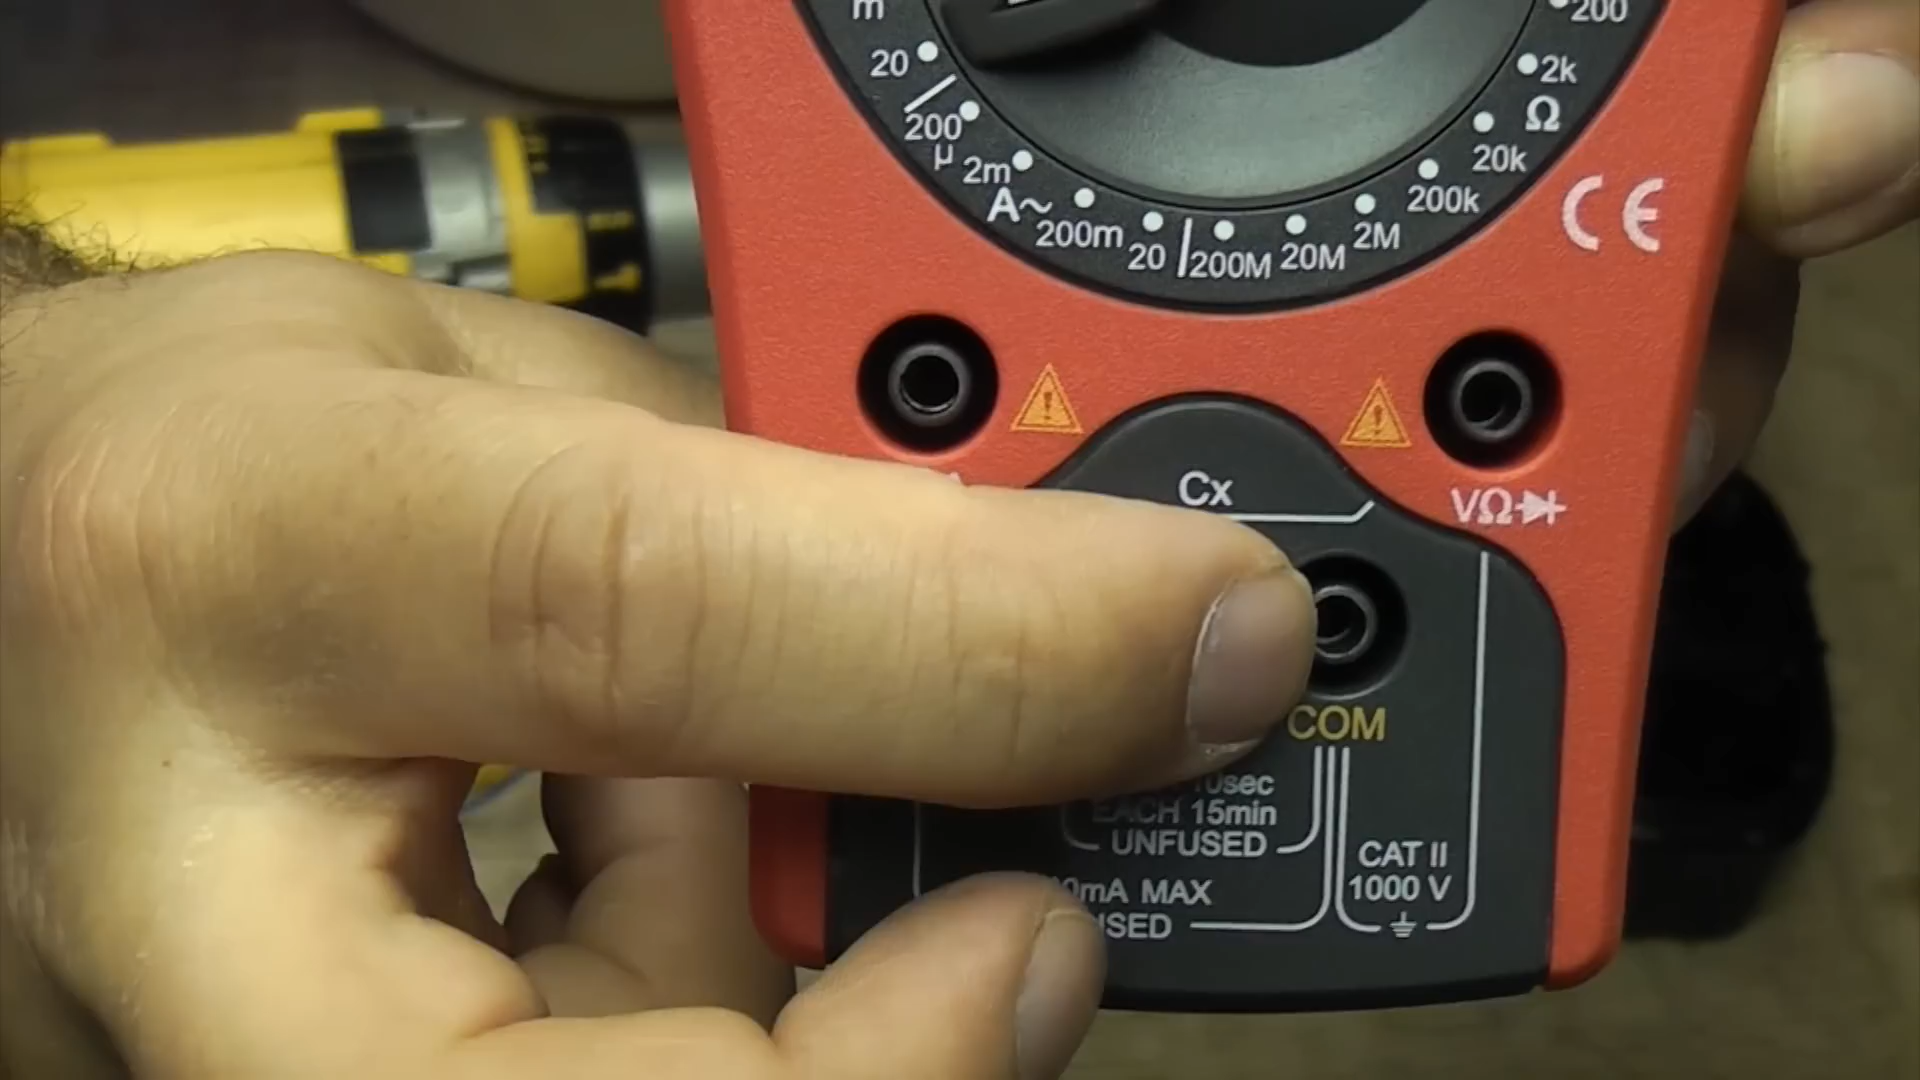 m
200
20
2k
Ω
200
µ
20k
2m
200k
A~
200m
2M
20
200M
20M
CE
Cx
VΩ
COM
EACH 15min
UNFUSED
CAT II
mA MAX
1000 V